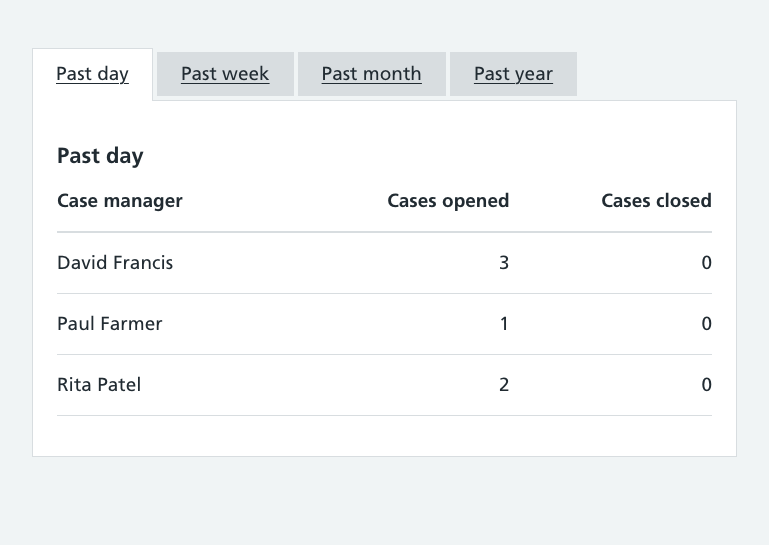 Past day Past week Past month Past year
Past day
Case manager Cases opened Cases closed
David Francis 3 0
Paul Farmer 1 0
Rita Patel 2 0